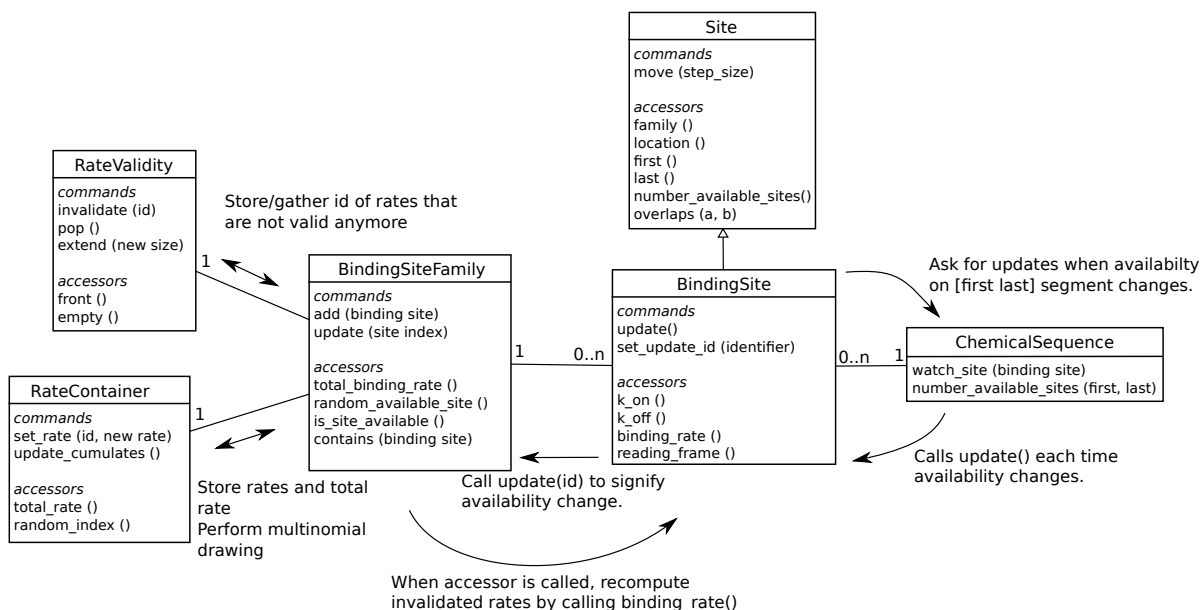 Site
commands
move (step_size)
accessors
family ()
location ()
first ()
last ()
number_available_sites()
overlaps (a, b)
RateValidity
commands
invalidate (id)
pop ()
extend (new size)
accessors
front ()
empty ()
1
Store/gather id of rates that
are not valid anymore
BindingSiteFamily
commands
add (binding site)
update (site index)
accessors
total_binding_rate ()
random_available_site ()
is_site_available ()
contains (binding site)
1
0..n
BindingSite
commands
update()
set_update_id (identifier)
accessors
k_on ()
k_off ()
binding_rate ()
reading_frame ()
0..n
1
Ask for updates when availabilty
on [first last] segment changes.
ChemicalSequence
watch_site (binding site)
number_available_sites (first, last)
Calls update() each time
availability changes.
RateContainer
commands
set_rate (id, new rate)
update_cumulates ()
accessors
total_rate ()
random_index ()
1
Store rates and total
rate
Perform multinomial
drawing
Call update(id) to signify
availability change.
When accessor is called, recompute
invalidated rates by calling binding_rate()